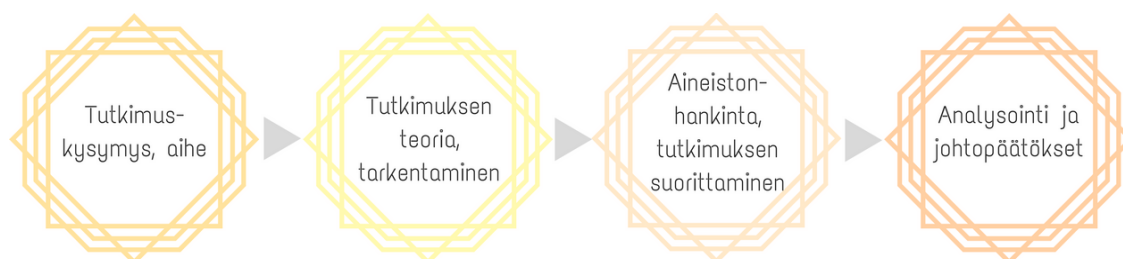 Tutkimus-
kysymys, aihe
Tutkimuksen
teoria,
tarkentaminen
Aineiston-
hankinta,
tutkimuksen
suorittaminen
Analysointi ja
johtopäätökset